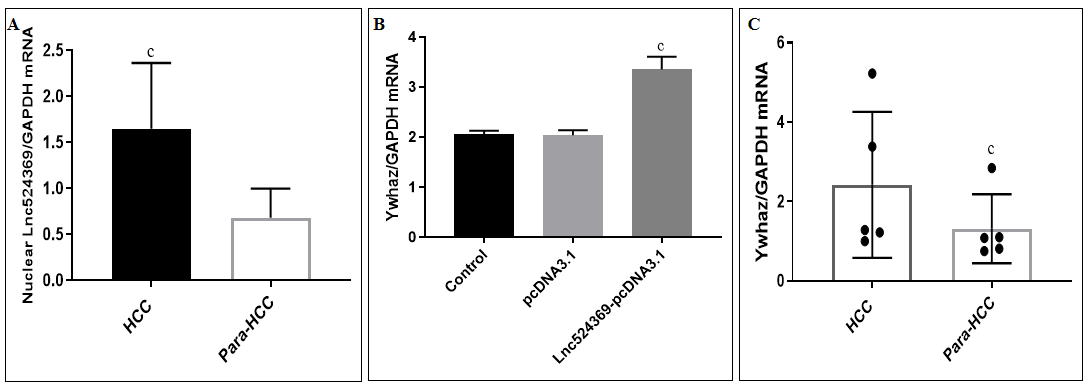 A
Nuclear Lnc524369/GAPDH mRNA
2.5
2.0
1.5
1.0
0.5
0.0
c
HCC
Para-HCC
B
Ywhaz/GAPDH mRNA
4
3
2
1
0
c
Control
pcDNA3.1
Lnc524369-pcDNA3.1
C
Ywhaz/GAPDH mRNA
6
4
2
0
c
HCC
Para-HCC